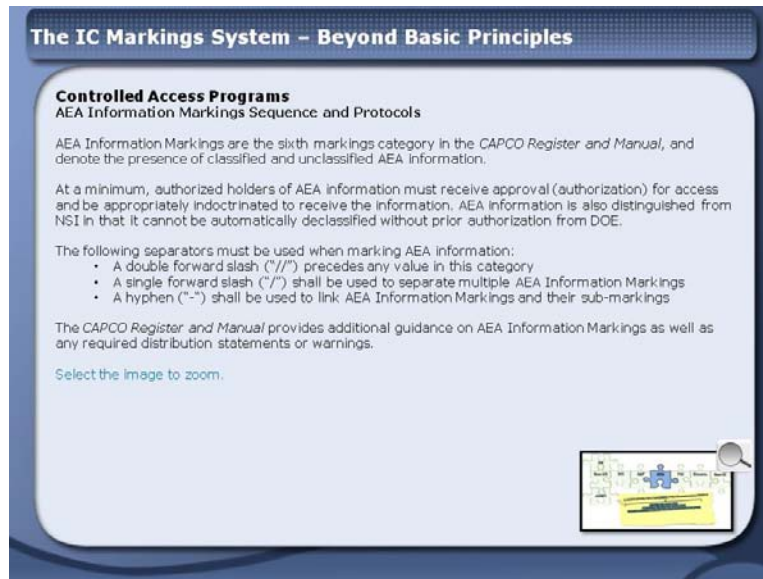 The IC Markings System – Beyond Basic Principles
Controlled Access Programs
AEA Information Markings Sequence and Protocols
AEA Information Markings are the sixth markings category in the CAPCO Register and Manual, and
denote the presence of classified and unclassified AEA information.
At a minimum, authorized holders of AEA information must receive approval (authorization) for access
and be appropriately indoctrinated to receive the information. AEA information is also distinguished from
NSI in that it cannot be automatically declassified without prior authorization from DOE.
The following separators must be used when marking AEA information:
• A double forward slash ("//") precedes any value in this category
• A single forward slash ("/") shall be used to separate multiple AEA Information Markings
• A hyphen ("-") shall be used to link AEA Information Markings and their sub-markings
The CAPCO Register and Manual provides additional guidance on AEA Information Markings as well as
any required distribution statements or warnings.
Select the image to zoom.